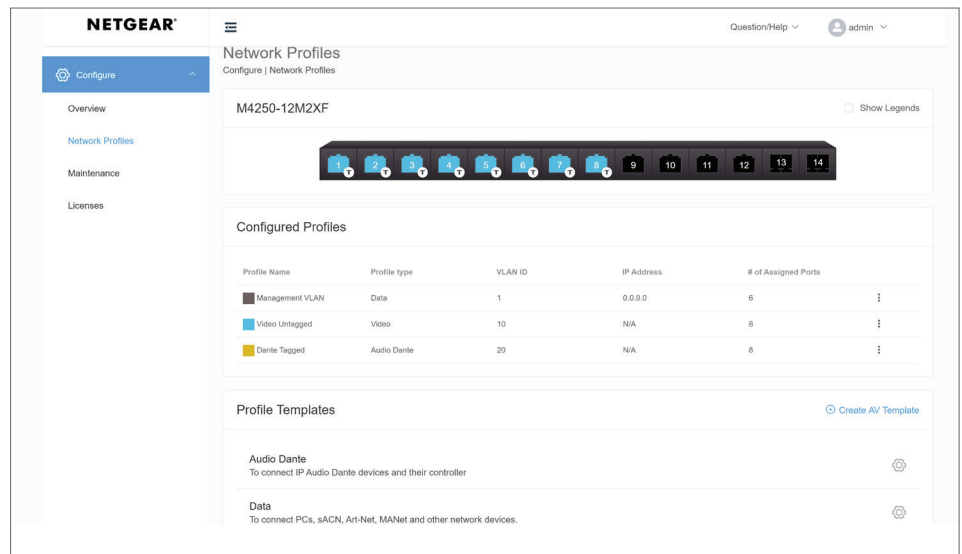 NETGEAR®
Question/Help
admin
Configure
Overview
Network Profiles
Maintenance
Licenses
Network Profiles
Configure | Network Profiles
M4250-12M2XF
Show Legends
1 T 2 T 3 T 4 T 5 T 6 T 7 T 8 T 9 10 11 12 13 14
Configured Profiles
Profile Name Profile type VLAN ID IP Address # of Assigned Ports
Management VLAN Data 1 0.0.0.0 6
Video Untagged Video 10 N/A 8
Dante Tagged Audio Dante 20 N/A 8
Profile Templates
Create AV Template
Audio Dante
To connect IP Audio Dante devices and their controller
Data
To connect PCs, sACN, Art-Net, MANet and other network devices.